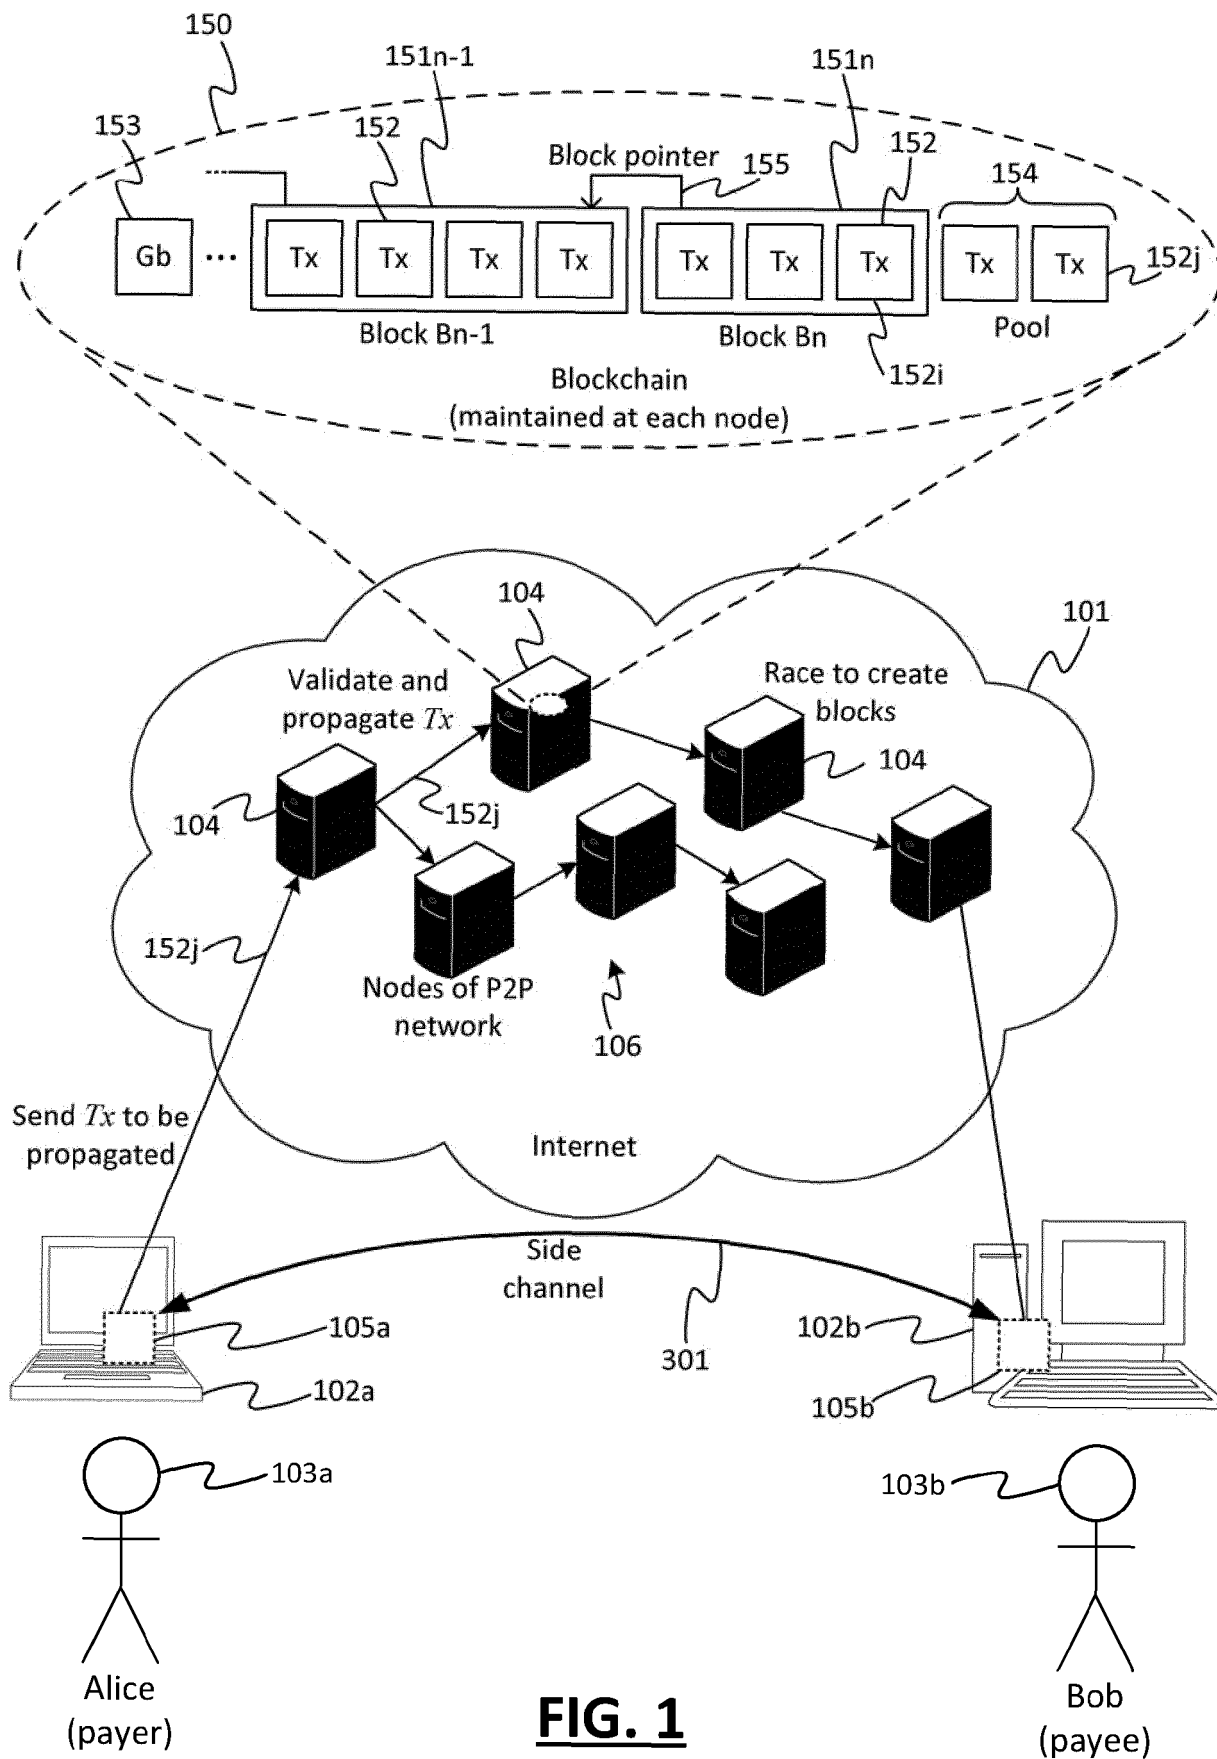 150
151n-1
151n
153
152
Block pointer
155
152
154
Gb
...
Tx
Tx
Tx
Tx
Tx
Tx
Tx
Tx
Tx
152j
Block Bn-1
Block Bn
Pool
152i
Blockchain
(maintained at each node)
104
101
Validate and
propagate Tx
Race to create
blocks
104
104
152j
152j
Nodes of P2P
network
106
Send Tx to be
propagated
Internet
Side
channel
105a
102a
301
102b
105b
103a
103b
Alice
(payer)
Bob
(payee)
FIG. 1